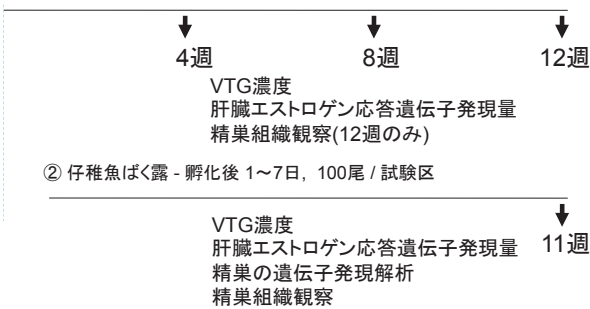 4週 8週 12週
VTG濃度
肝臓エストロゲン応答遺伝子発現量
精巣組織観察(12週のみ)
② 仔稚魚ばく露 - 孵化後 1～7日, 100尾 / 試験区
VTG濃度
肝臓エストロゲン応答遺伝子発現量 11週
精巣の遺伝子発現解析
精巣組織観察